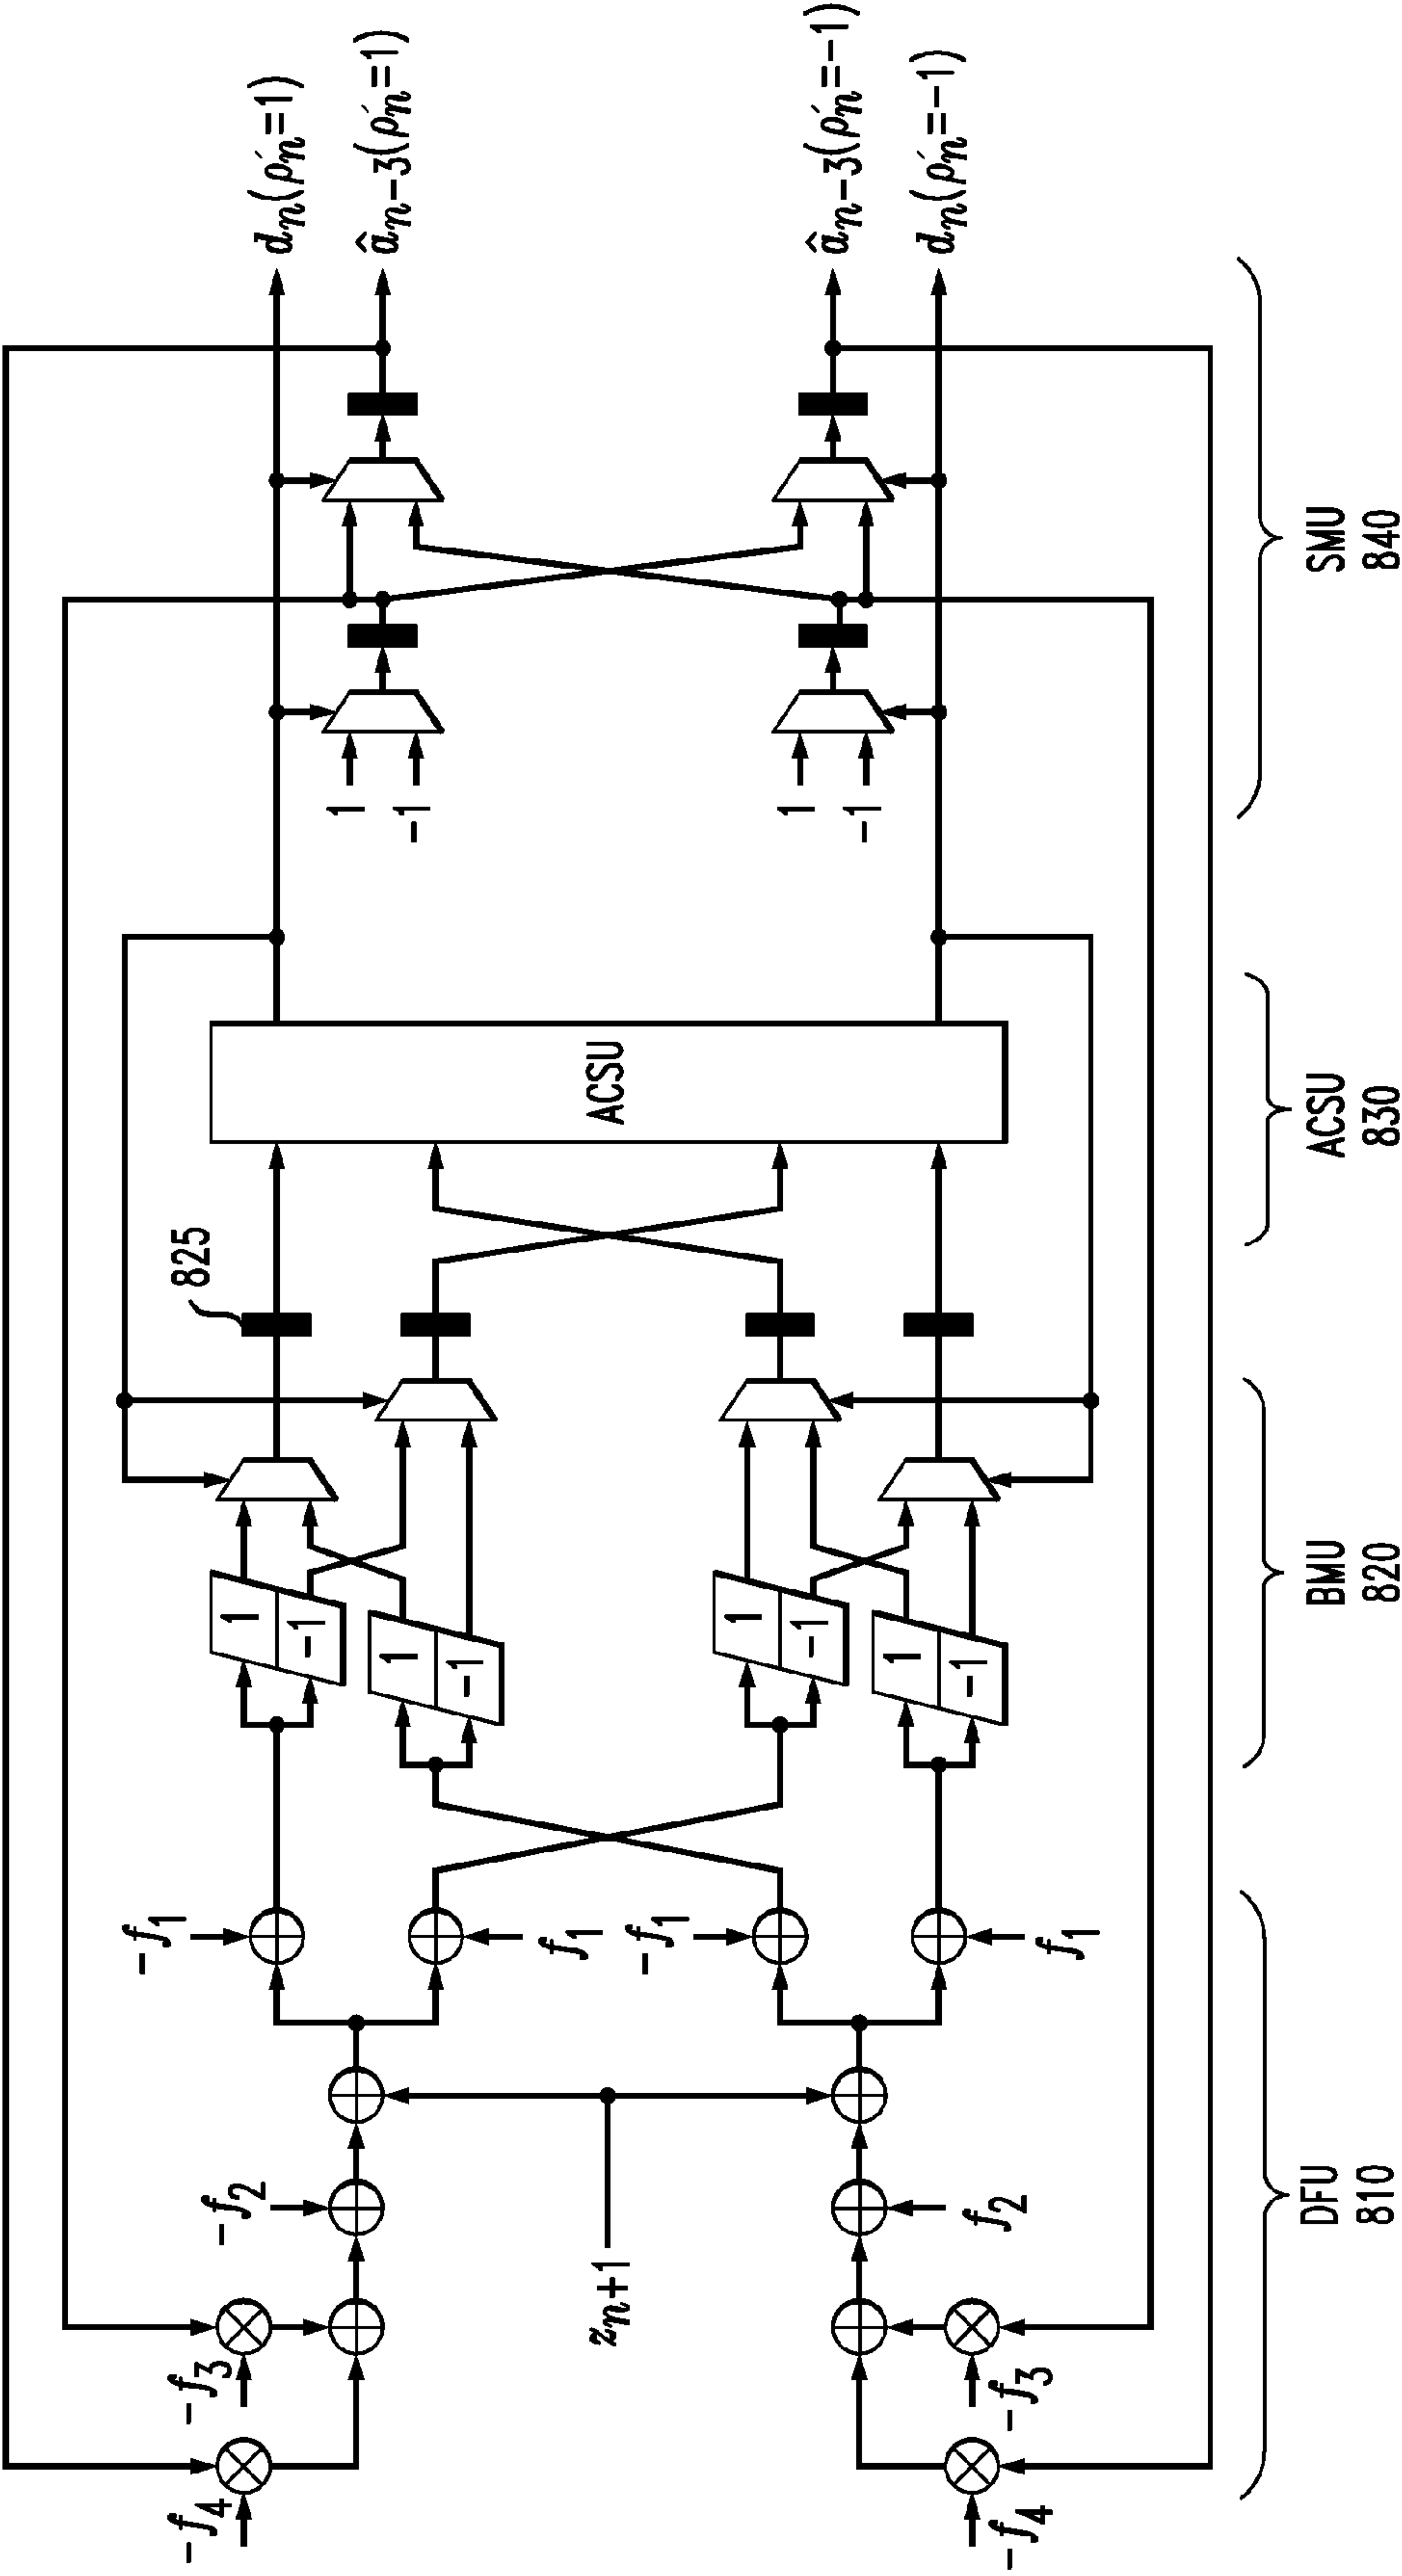 dₙ(ρ́ₙ=1)
âₙ₋₃(ρ́ₙ=1)
âₙ₋₃(ρ́ₙ=−1)
dₙ(ρ́ₙ=−1)
1
-1
1
-1
SMU
840
ACSU
ACSU
830
825
1
-1
1
-1
1
-1
1
-1
BMU
820
-f₁
f₁
-f₁
f₁
-f₂
zₙ+1
f₂
-f₃
-f₃
-f₄
-f₄
DFU
810